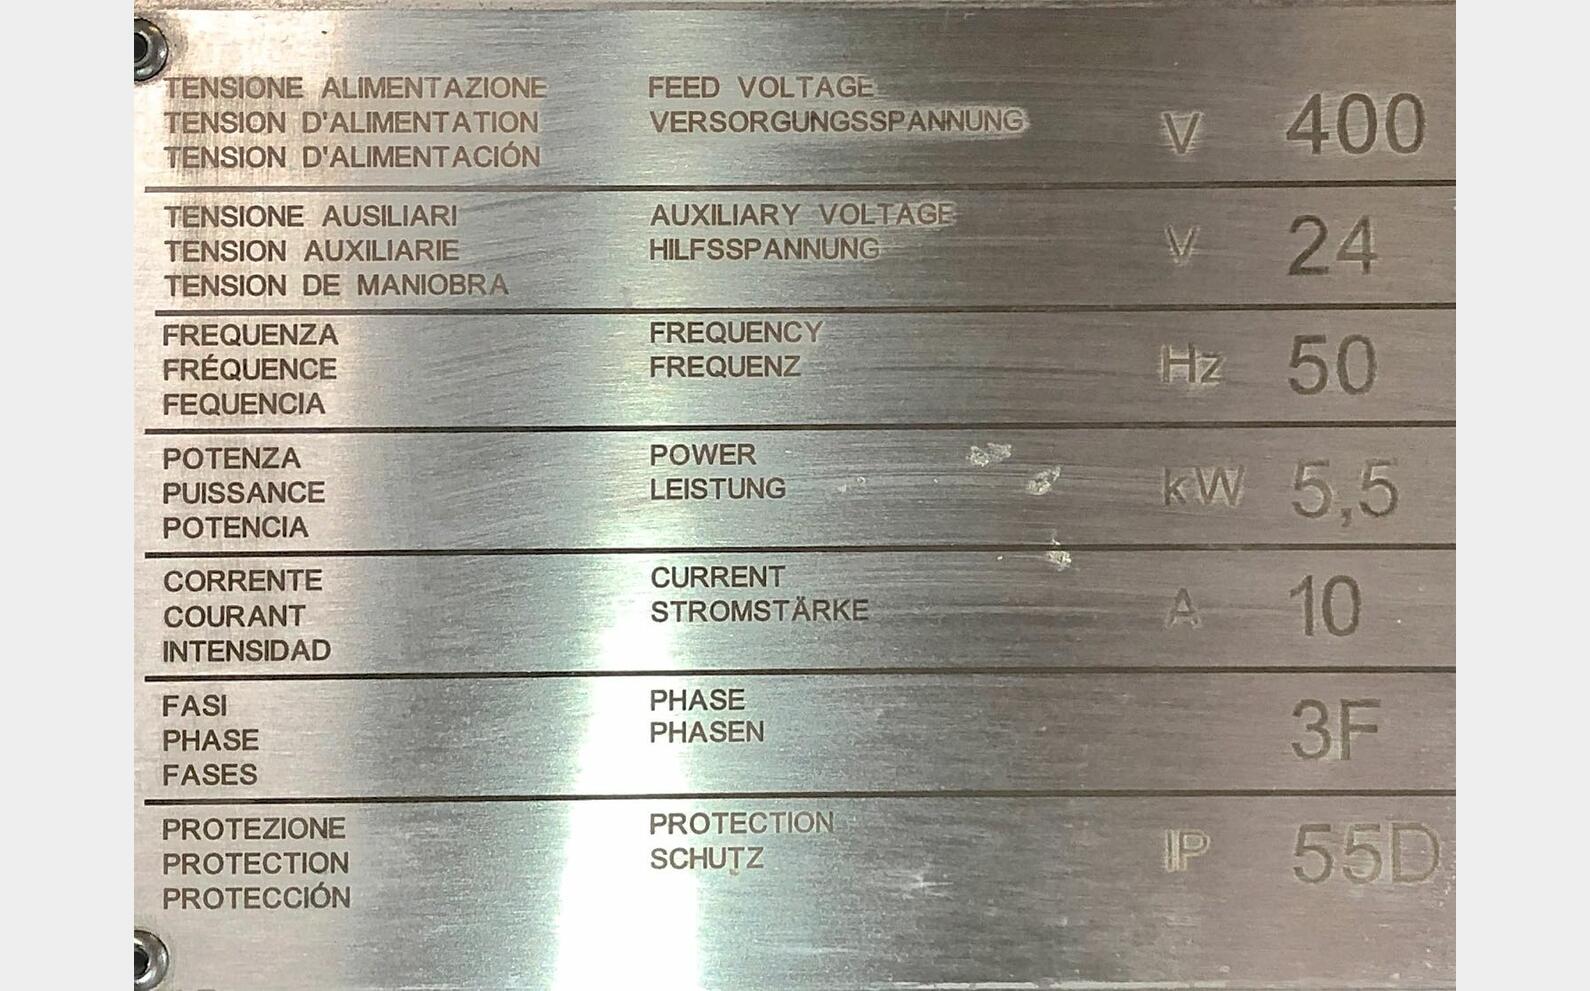 TENSIONE ALIMENTAZIONE FEED VOLTAGE
TENSION D'ALIMENTATION VERSORGUNGSSPANNUNG V 400
TENSION D'ALIMENTACIÓN
TENSIONE AUSILIARI AUXILIARY VOLTAGE
TENSION AUXILIARIE HILFSSPANNUNG V 24
TENSION DE MANIOBRA
FREQUENZA FREQUENCY
FRÉQUENCE FREQUENZ Hz 50
FEQUENCIA
POTENZA POWER
PUISSANCE LEISTUNG kW 5,5
POTENCIA
CORRENTE CURRENT
COURANT STROMSTÄRKE A 10
INTENSIDAD
FASI PHASE
PHASE PHASEN 3F
FASES
PROTEZIONE PROTECTION
PROTECTION SCHUTZ IP 55D
PROTECCIÓN